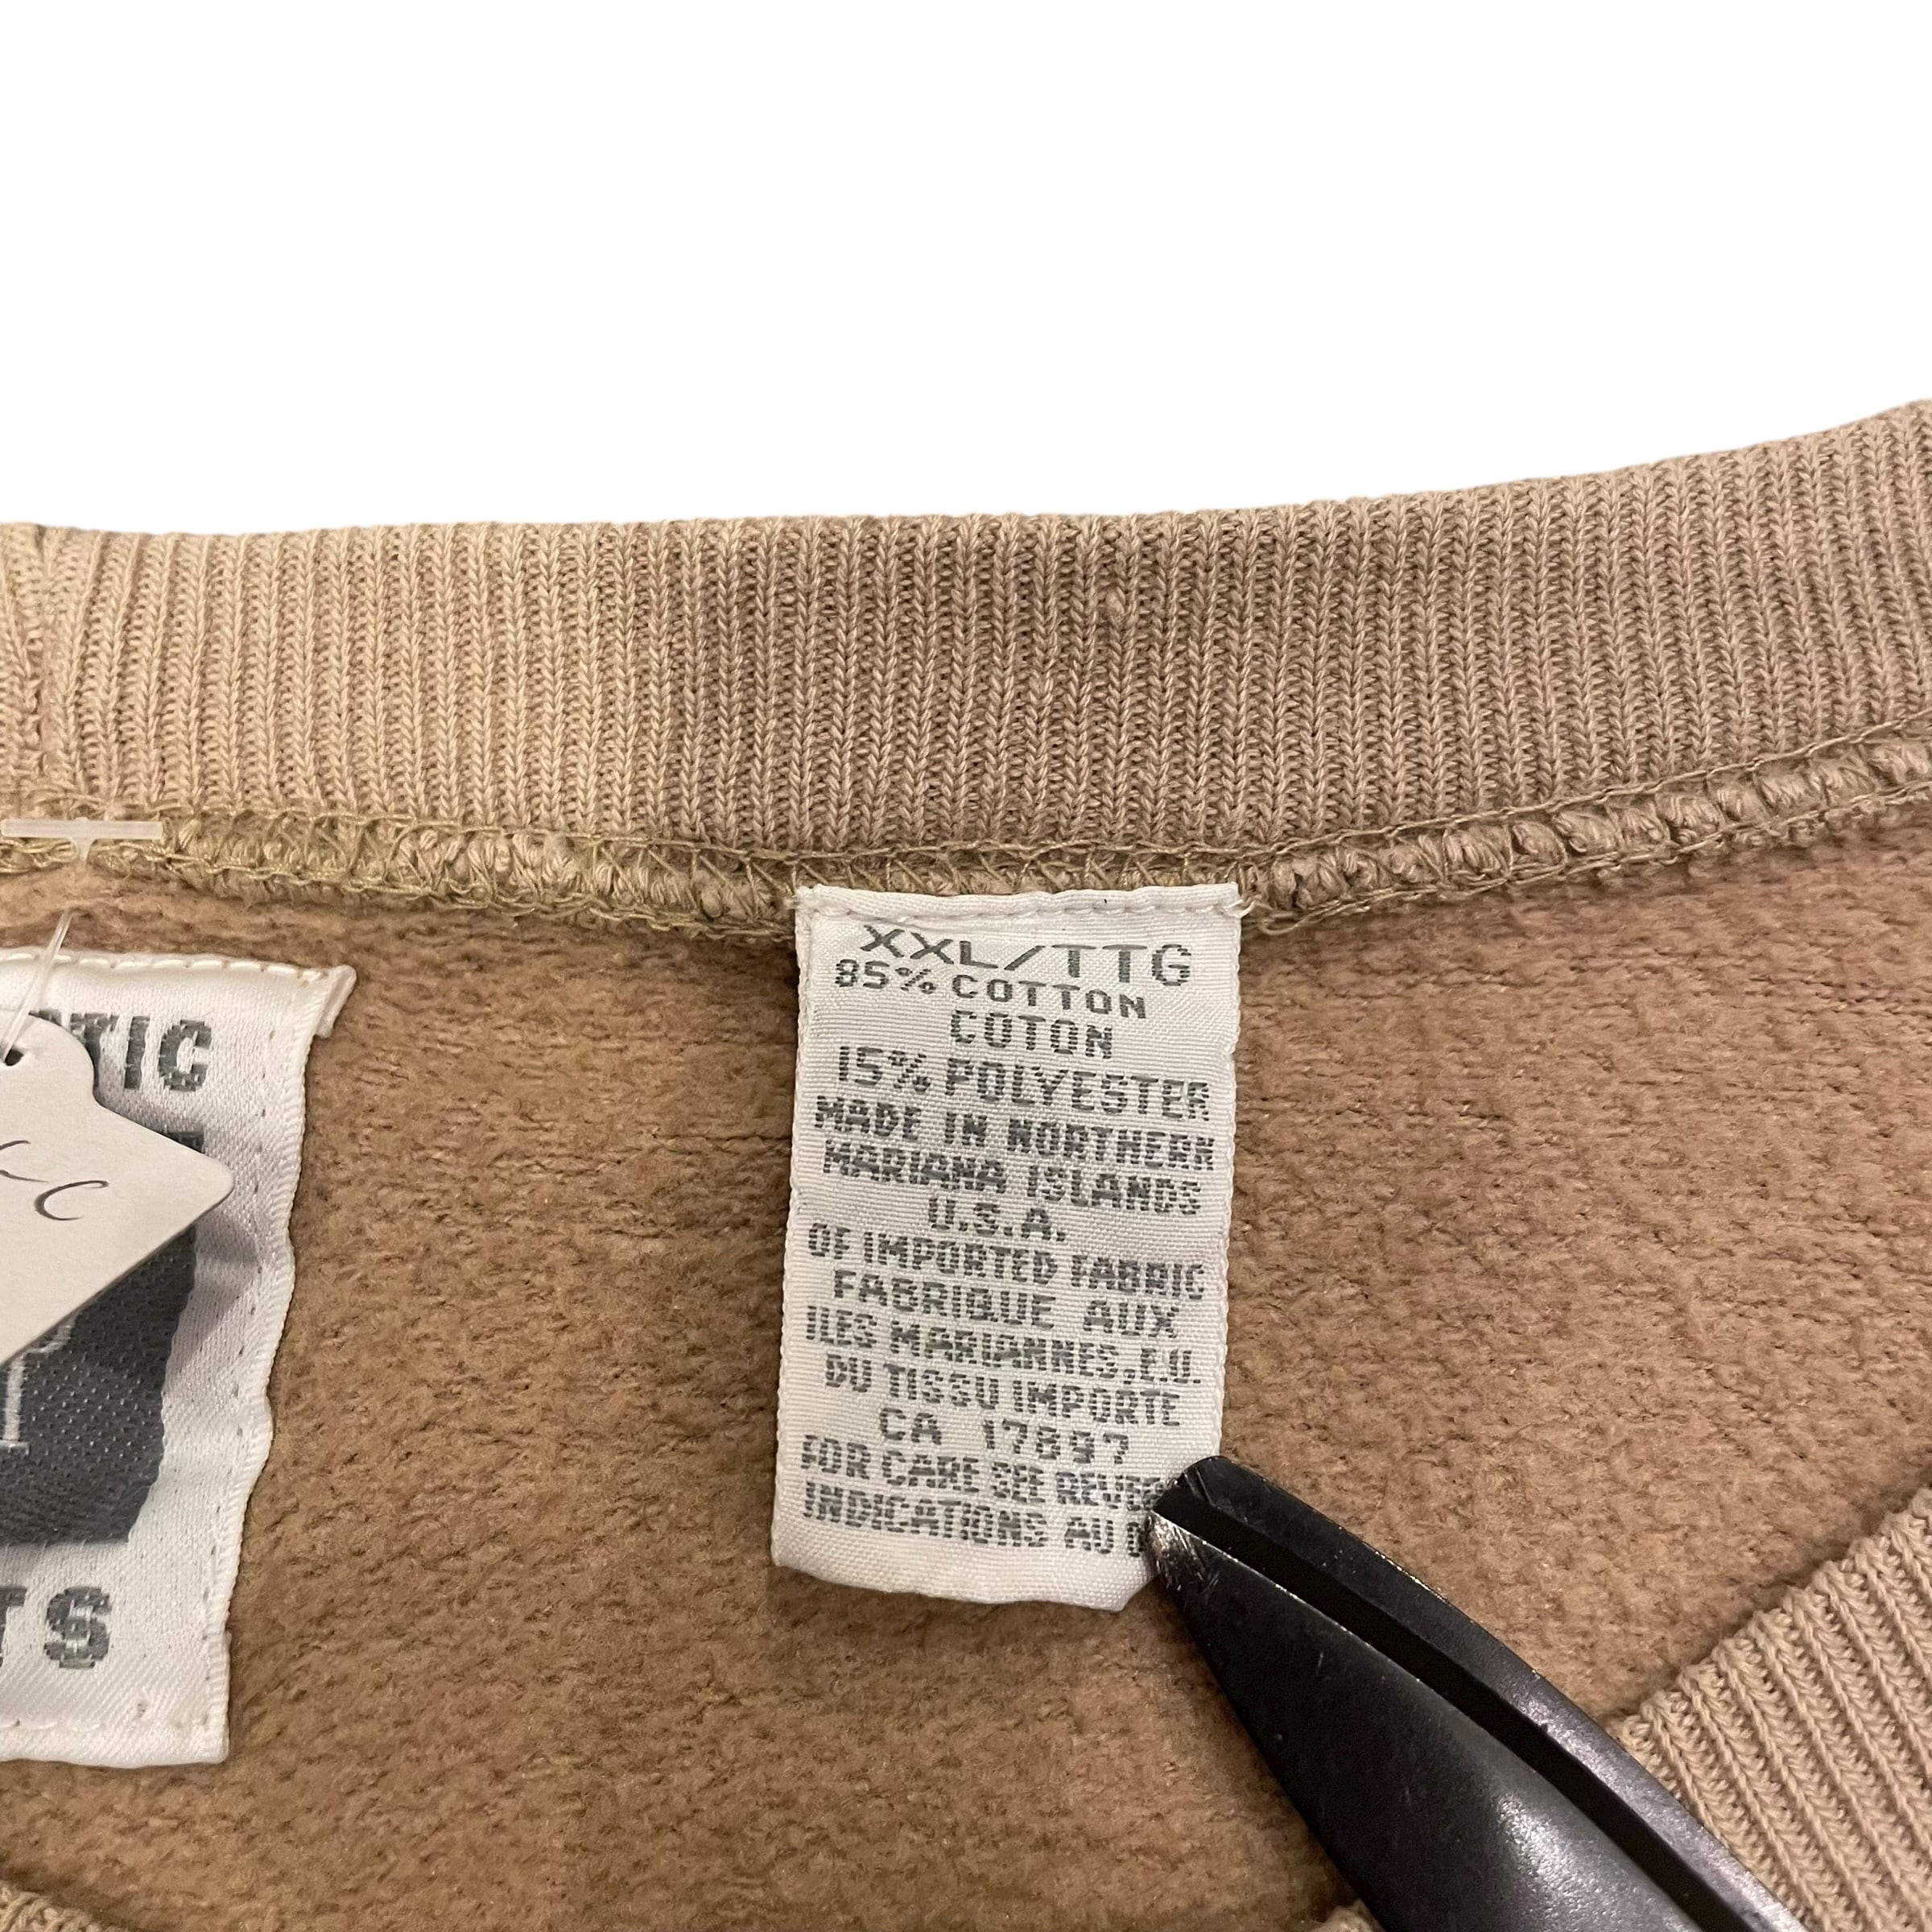 XXL/TTG
85% COTTON
COTON
15% POLYESTER
MADE IN NORTHERN
MARIANA ISLANDS
U.S.A.
OF IMPORTED FABRIC
FABRIQUE AUX
ILES MARIANNES, E.U.
DU TISSU IMPORTE
CA 17897
FOR CARE SEE
INDICATIONS AU